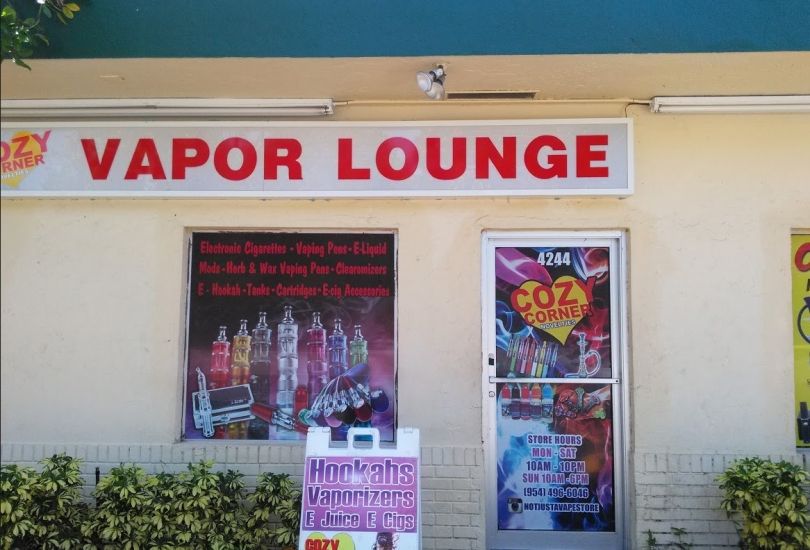 COZY
CORNER
NOVELTIES
VAPOR LOUNGE
Electronic Cigarettes - Vaping Pens - E-Liquid
Mods - Herb & Wax Vaping Pens - Clearomizers
E - Hookah - Tanks - Cartridges - E-cig Accessories
4244
COZY
CORNER
NOVELTIES
STORE HOURS
MON - SAT
10AM - 10PM
SUN 10AM -6PM
(954) 496-6046
NOTJUSTAVAPESTORE
Hookahs
Vaporizers
E Juice E Cigs
COZY